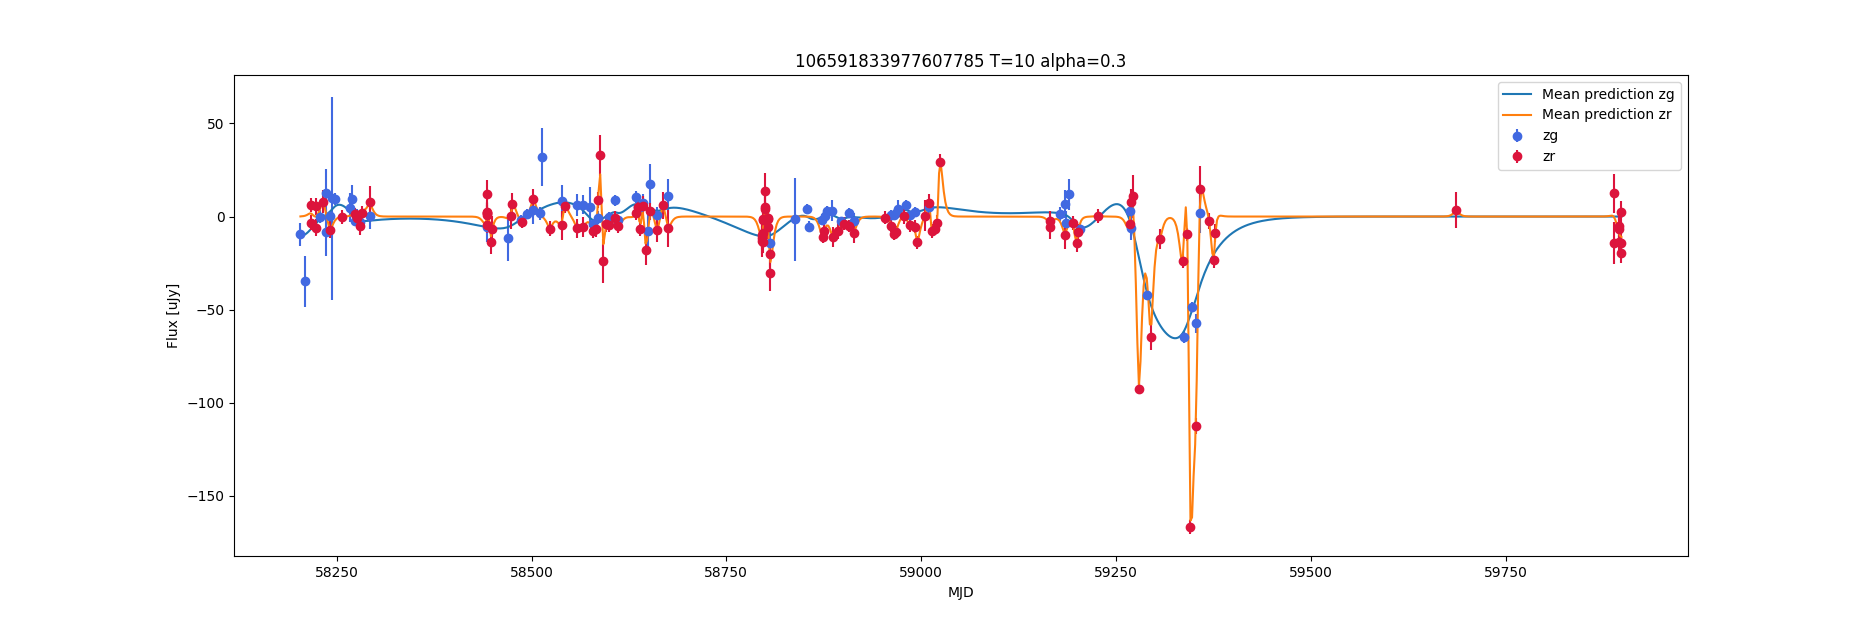 106591833977607785 T=10 alpha=0.3
Mean prediction zg
Mean prediction zr
zg
zr
50
0
−50
−100
−150
Flux [uJy]
58250 58500 58750 59000 59250 59500 59750
MJD